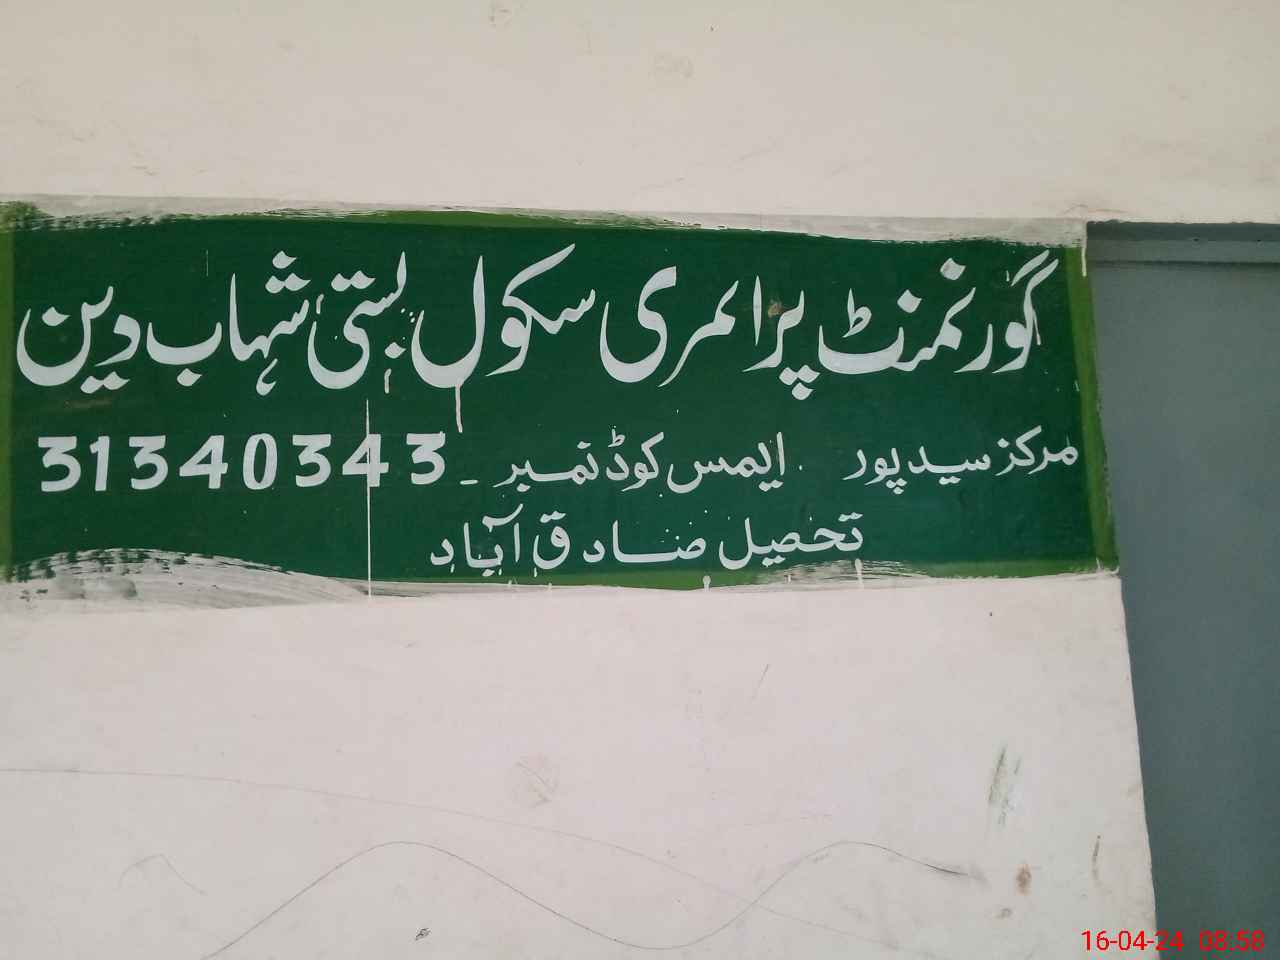 گورنمنٹ پرائمری سکول بستی شہاب دین
مرکز سید پور . ایمس کوڈ نمبر - 31340343
تحصیل صادق آباد
16-04-24 08:58